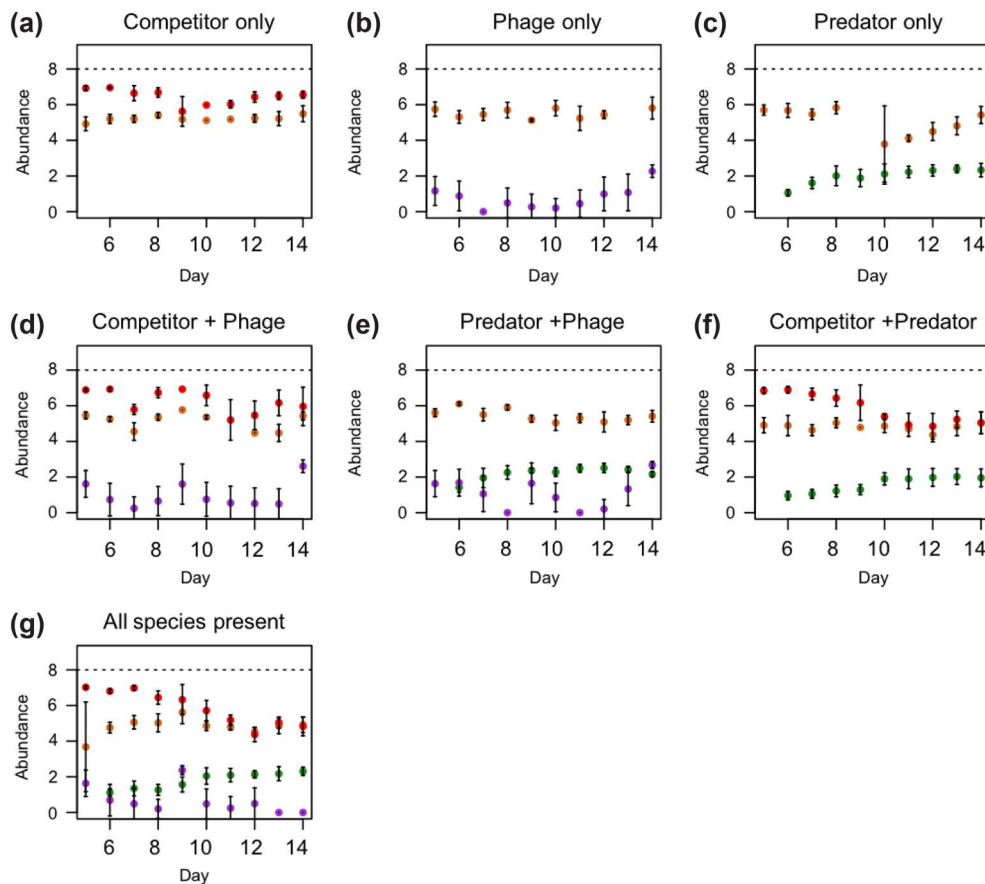 (a) Competitor only
Abundance
0 2 4 6 8
6 8 10 12 14
Day
(b) Phage only
Abundance
0 2 4 6 8
6 8 10 12 14
Day
(c) Predator only
Abundance
0 2 4 6 8
6 8 10 12 14
Day
(d) Competitor + Phage
Abundance
0 2 4 6 8
6 8 10 12 14
Day
(e) Predator +Phage
Abundance
0 2 4 6 8
6 8 10 12 14
Day
(f) Competitor +Predator
Abundance
0 2 4 6 8
6 8 10 12 14
Day
(g) All species present
Abundance
0 2 4 6 8
6 8 10 12 14
Day